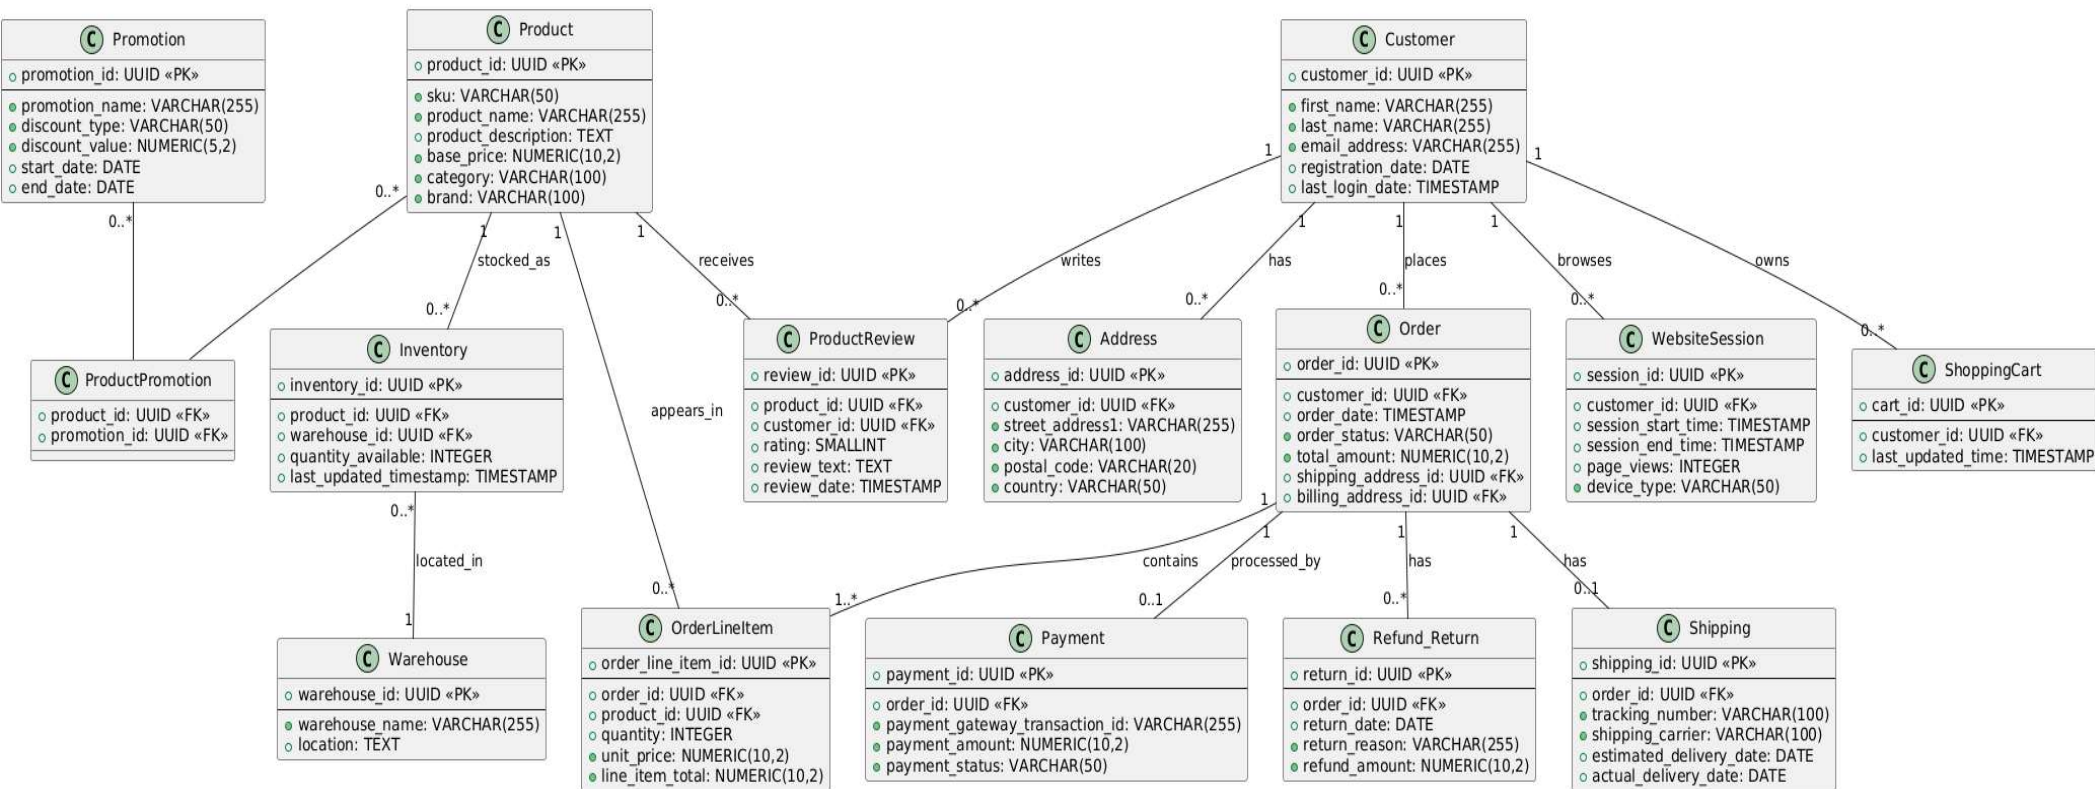 C Promotion
promotion_id: UUID «PK»
promotion_name: VARCHAR(255)
discount_type: VARCHAR(50)
discount_value: NUMERIC(5,2)
start_date: DATE
end_date: DATE
0..*
C Product
product_id: UUID «PK»
sku: VARCHAR(50)
product_name: VARCHAR(255)
product_description: TEXT
base_price: NUMERIC(10,2)
category: VARCHAR(100)
brand: VARCHAR(100)
0..*
1
stocked_as
0..*
1
appears_in
0..*
1
receives
0..*
C Customer
customer_id: UUID «PK»
first_name: VARCHAR(255)
last_name: VARCHAR(255)
email_address: VARCHAR(255)
registration_date: DATE
last_login_date: TIMESTAMP
1
writes
0..*
1
has
0..*
1
places
0..*
1
browses
0..*
1
owns
0..*
C ProductPromotion
product_id: UUID «FK»
promotion_id: UUID «FK»
C Inventory
inventory_id: UUID «PK»
product_id: UUID «FK»
warehouse_id: UUID «FK»
quantity_available: INTEGER
last_updated_timestamp: TIMESTAMP
0..*
located_in
1
C ProductReview
review_id: UUID «PK»
product_id: UUID «FK»
customer_id: UUID «FK»
rating: SMALLINT
review_text: TEXT
review_date: TIMESTAMP
C Address
address_id: UUID «PK»
customer_id: UUID «FK»
street_address1: VARCHAR(255)
city: VARCHAR(100)
postal_code: VARCHAR(20)
country: VARCHAR(50)
C Order
order_id: UUID «PK»
customer_id: UUID «FK»
order_date: TIMESTAMP
order_status: VARCHAR(50)
total_amount: NUMERIC(10,2)
shipping_address_id: UUID «FK»
billing_address_id: UUID «FK»
1
contains
1..*
1
processed_by
0..1
1
has
0..*
1
has
0..1
C WebsiteSession
session_id: UUID «PK»
customer_id: UUID «FK»
session_start_time: TIMESTAMP
session_end_time: TIMESTAMP
page_views: INTEGER
device_type: VARCHAR(50)
C ShoppingCart
cart_id: UUID «PK»
customer_id: UUID «FK»
last_updated_time: TIMESTAMP
C Warehouse
warehouse_id: UUID «PK»
warehouse_name: VARCHAR(255)
location: TEXT
C OrderLineItem
order_line_item_id: UUID «PK»
order_id: UUID «FK»
product_id: UUID «FK»
quantity: INTEGER
unit_price: NUMERIC(10,2)
line_item_total: NUMERIC(10,2)
C Payment
payment_id: UUID «PK»
order_id: UUID «FK»
payment_gateway_transaction_id: VARCHAR(255)
payment_amount: NUMERIC(10,2)
payment_status: VARCHAR(50)
C Refund_Return
return_id: UUID «PK»
order_id: UUID «FK»
return_date: DATE
return_reason: VARCHAR(255)
refund_amount: NUMERIC(10,2)
C Shipping
shipping_id: UUID «PK»
order_id: UUID «FK»
tracking_number: VARCHAR(100)
shipping_carrier: VARCHAR(100)
estimated_delivery_date: DATE
actual_delivery_date: DATE